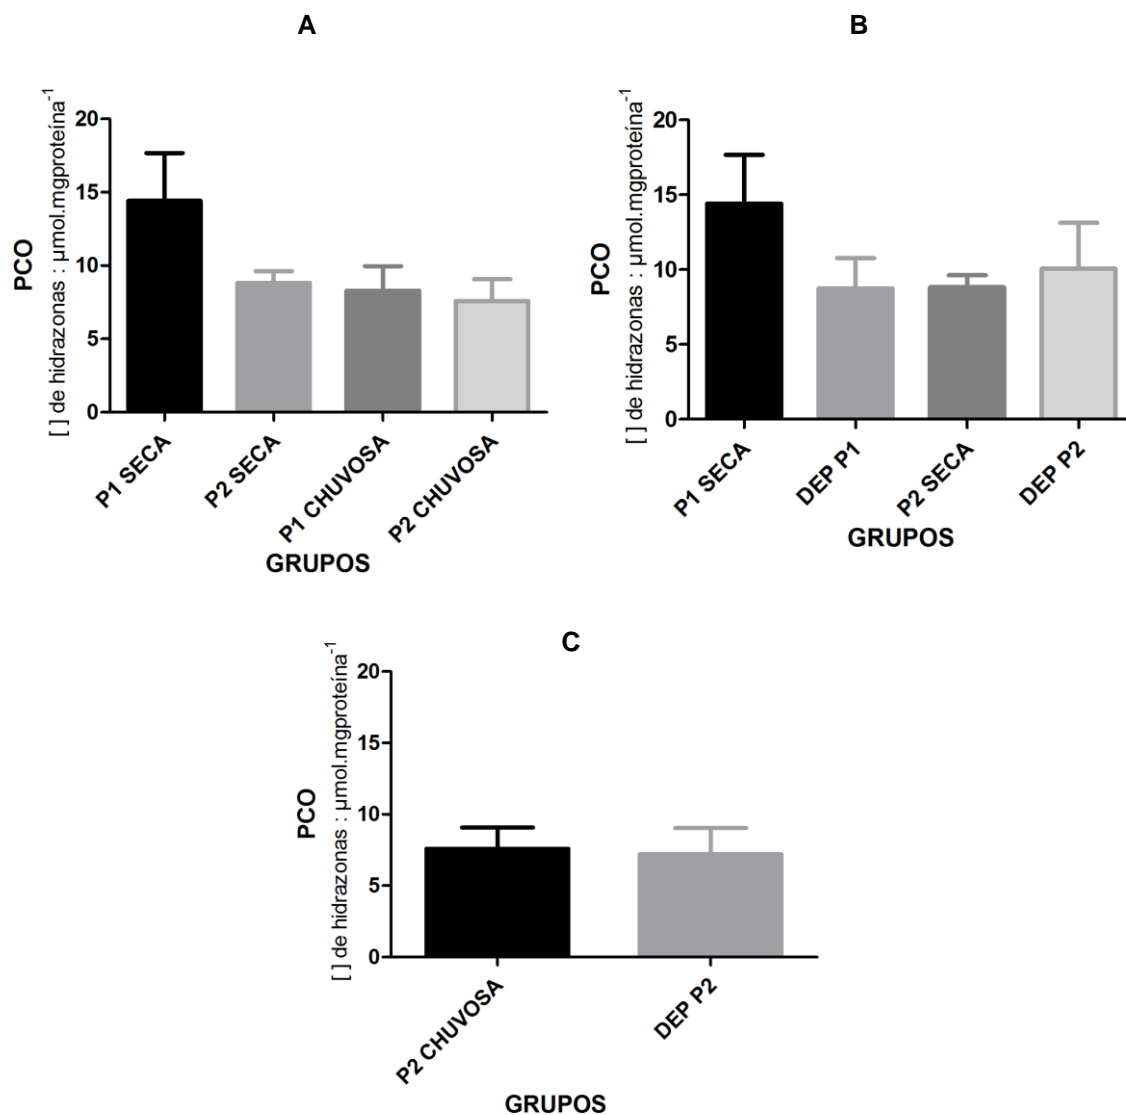 A
PCO
[ ] de hidrazonas : µmol.mgproteína⁻¹
20
15
10
5
0
P1 SECA
P2 SECA
P1 CHUVOSA
P2 CHUVOSA
GRUPOS
B
PCO
[ ] de hidrazonas : µmol.mgproteína⁻¹
20
15
10
5
0
P1 SECA
DEP P1
P2 SECA
DEP P2
GRUPOS
C
PCO
[ ] de hidrazonas : µmol.mgproteína⁻¹
20
15
10
5
0
P2 CHUVOSA
DEP P2
GRUPOS